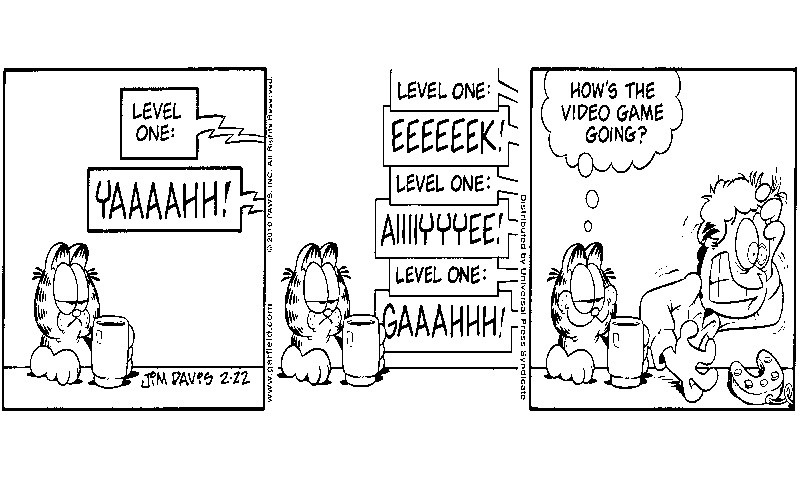 LEVEL
ONE:
YAAAAHH!
JIM DAVIS 2-22
© 2010 PAWS, INC. All Rights Reserved.
www.garfield.com
LEVEL ONE:
EEEEEEK!
LEVEL ONE:
AIIIIYYYEE!
LEVEL ONE:
GAAAHHH!
Distributed by Universal Press Syndicate
HOW'S THE
VIDEO GAME
GOING?